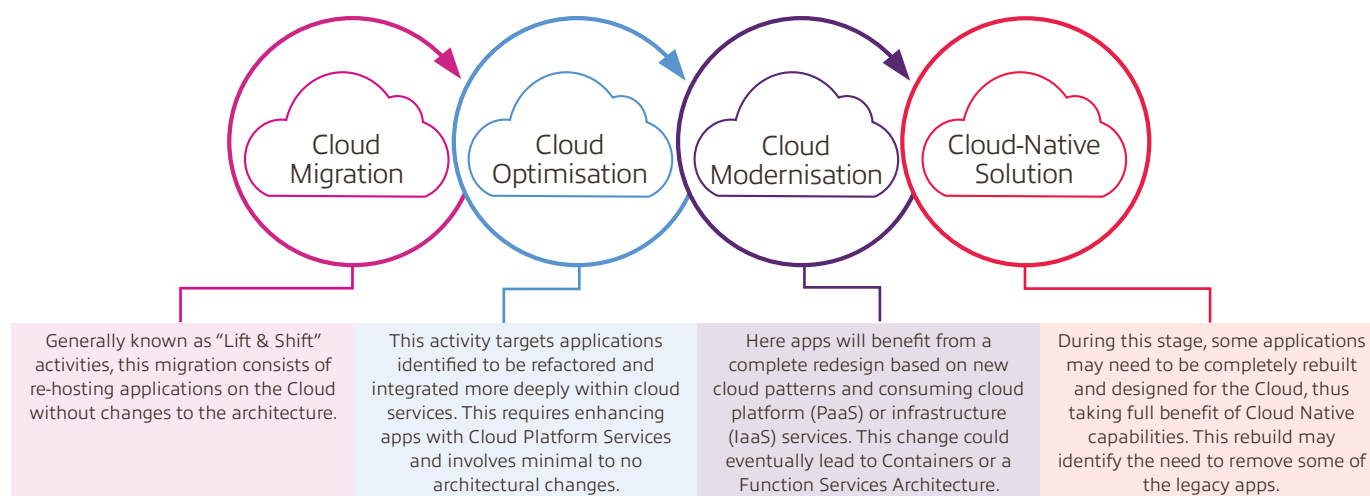 Cloud
Migration
Cloud
Optimisation
Cloud
Modernisation
Cloud-Native
Solution
Generally known as “Lift & Shift”
activities, this migration consists of
re-hosting applications on the Cloud
without changes to the architecture.
This activity targets applications
identified to be refactored and
integrated more deeply within cloud
services. This requires enhancing
apps with Cloud Platform Services
and involves minimal to no
architectural changes.
Here apps will benefit from a
complete redesign based on new
cloud patterns and consuming cloud
platform (PaaS) or infrastructure
(IaaS) services. This change could
eventually lead to Containers or a
Function Services Architecture.
During this stage, some applications
may need to be completely rebuilt
and designed for the Cloud, thus
taking full benefit of Cloud Native
capabilities. This rebuild may
identify the need to remove some of
the legacy apps.